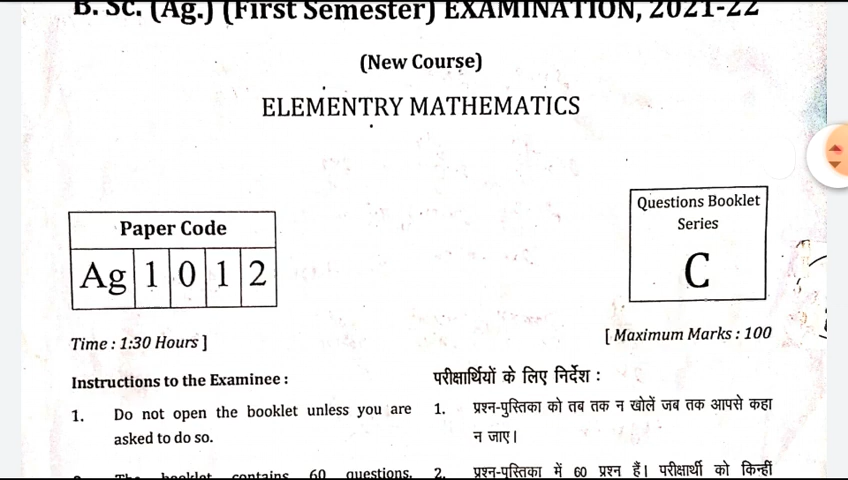 B. Sc. (Ag.) (First Semester) EXAMINATION, 2021-22
(New Course)
ELEMENTRY MATHEMATICS
Questions Booklet
Series
C
Paper Code
Ag 1 0 1 2
Time : 1:30 Hours ]
[ Maximum Marks : 100
Instructions to the Examinee :
1. Do not open the booklet unless you are
asked to do so.
The booklet contains 60 questions.
परीक्षार्थियों के लिए निर्देश :
1. प्रश्न-पुस्तिका को तब तक न खोलें जब तक आपसे कहा
न जाए।
2. प्रश्न-पुस्तिका में 60 प्रश्न हैं। परीक्षार्थी को किन्हीं